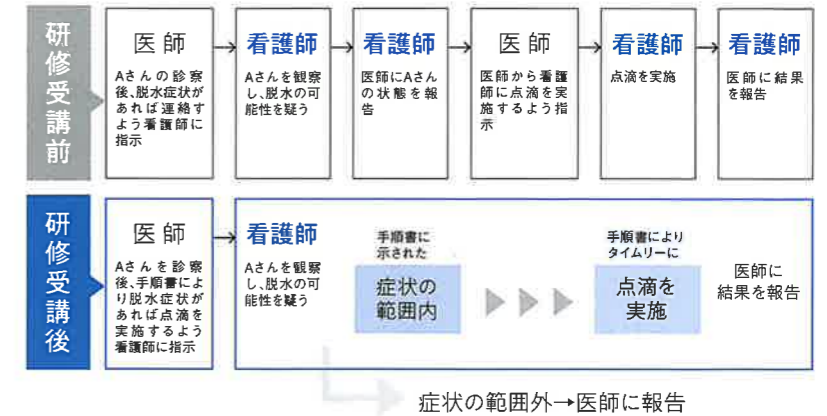 研修受講前
医師
Aさんの診察
後、脱水症状が
あれば連絡す
よう看護師に
指示
看護師
Aさんを観察
し、脱水の可
能性を疑う
看護師
医師にAさん
の状態を報
告
医師
医師から看護
師に点滴を実
施するよう指
示
看護師
点滴を実施
看護師
医師に結果
を報告
研修受講後
医師
Aさんを診察
後、手順書によ
り脱水症状が
あれば点滴を
実施するよう
看護師に指示
看護師
Aさんを観察
し、脱水の可
能性を疑う
手順書に
示された
症状の
範囲内
手順書により
タイムリーに
点滴を
実施
医師に
結果を報告
症状の範囲外→医師に報告